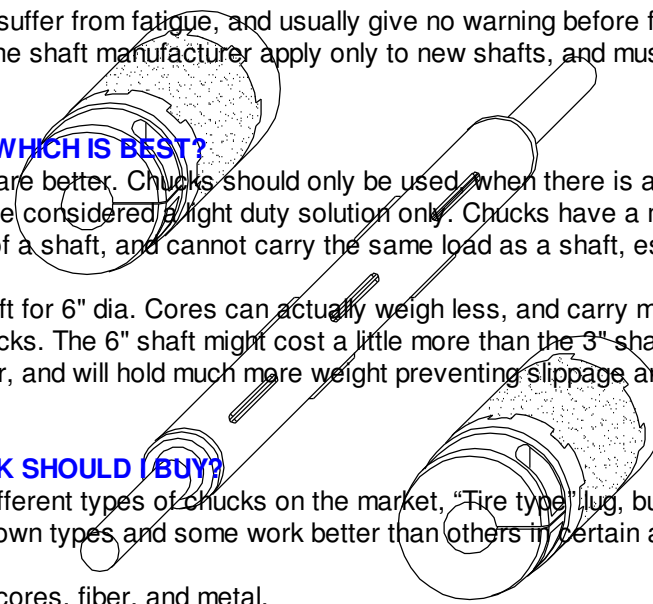 suffer from fatigue, and usually give no warning before f
ne shaft manufacturer apply only to new shafts, and mus
WHICH IS BEST?
are better. Chucks should only be used, when there is a
e considered a light duty solution only. Chucks have a m
of a shaft, and cannot carry the same load as a shaft, es
ft for 6" dia. Cores can actually weigh less, and carry m
cks. The 6" shaft might cost a little more than the 3" sha
r, and will hold much more weight preventing slippage an
K SHOULD I BUY?
fferent types of chucks on the market, “Tire type” lug, bu
own types and some work better than others in certain a
cores, fiber, and metal.